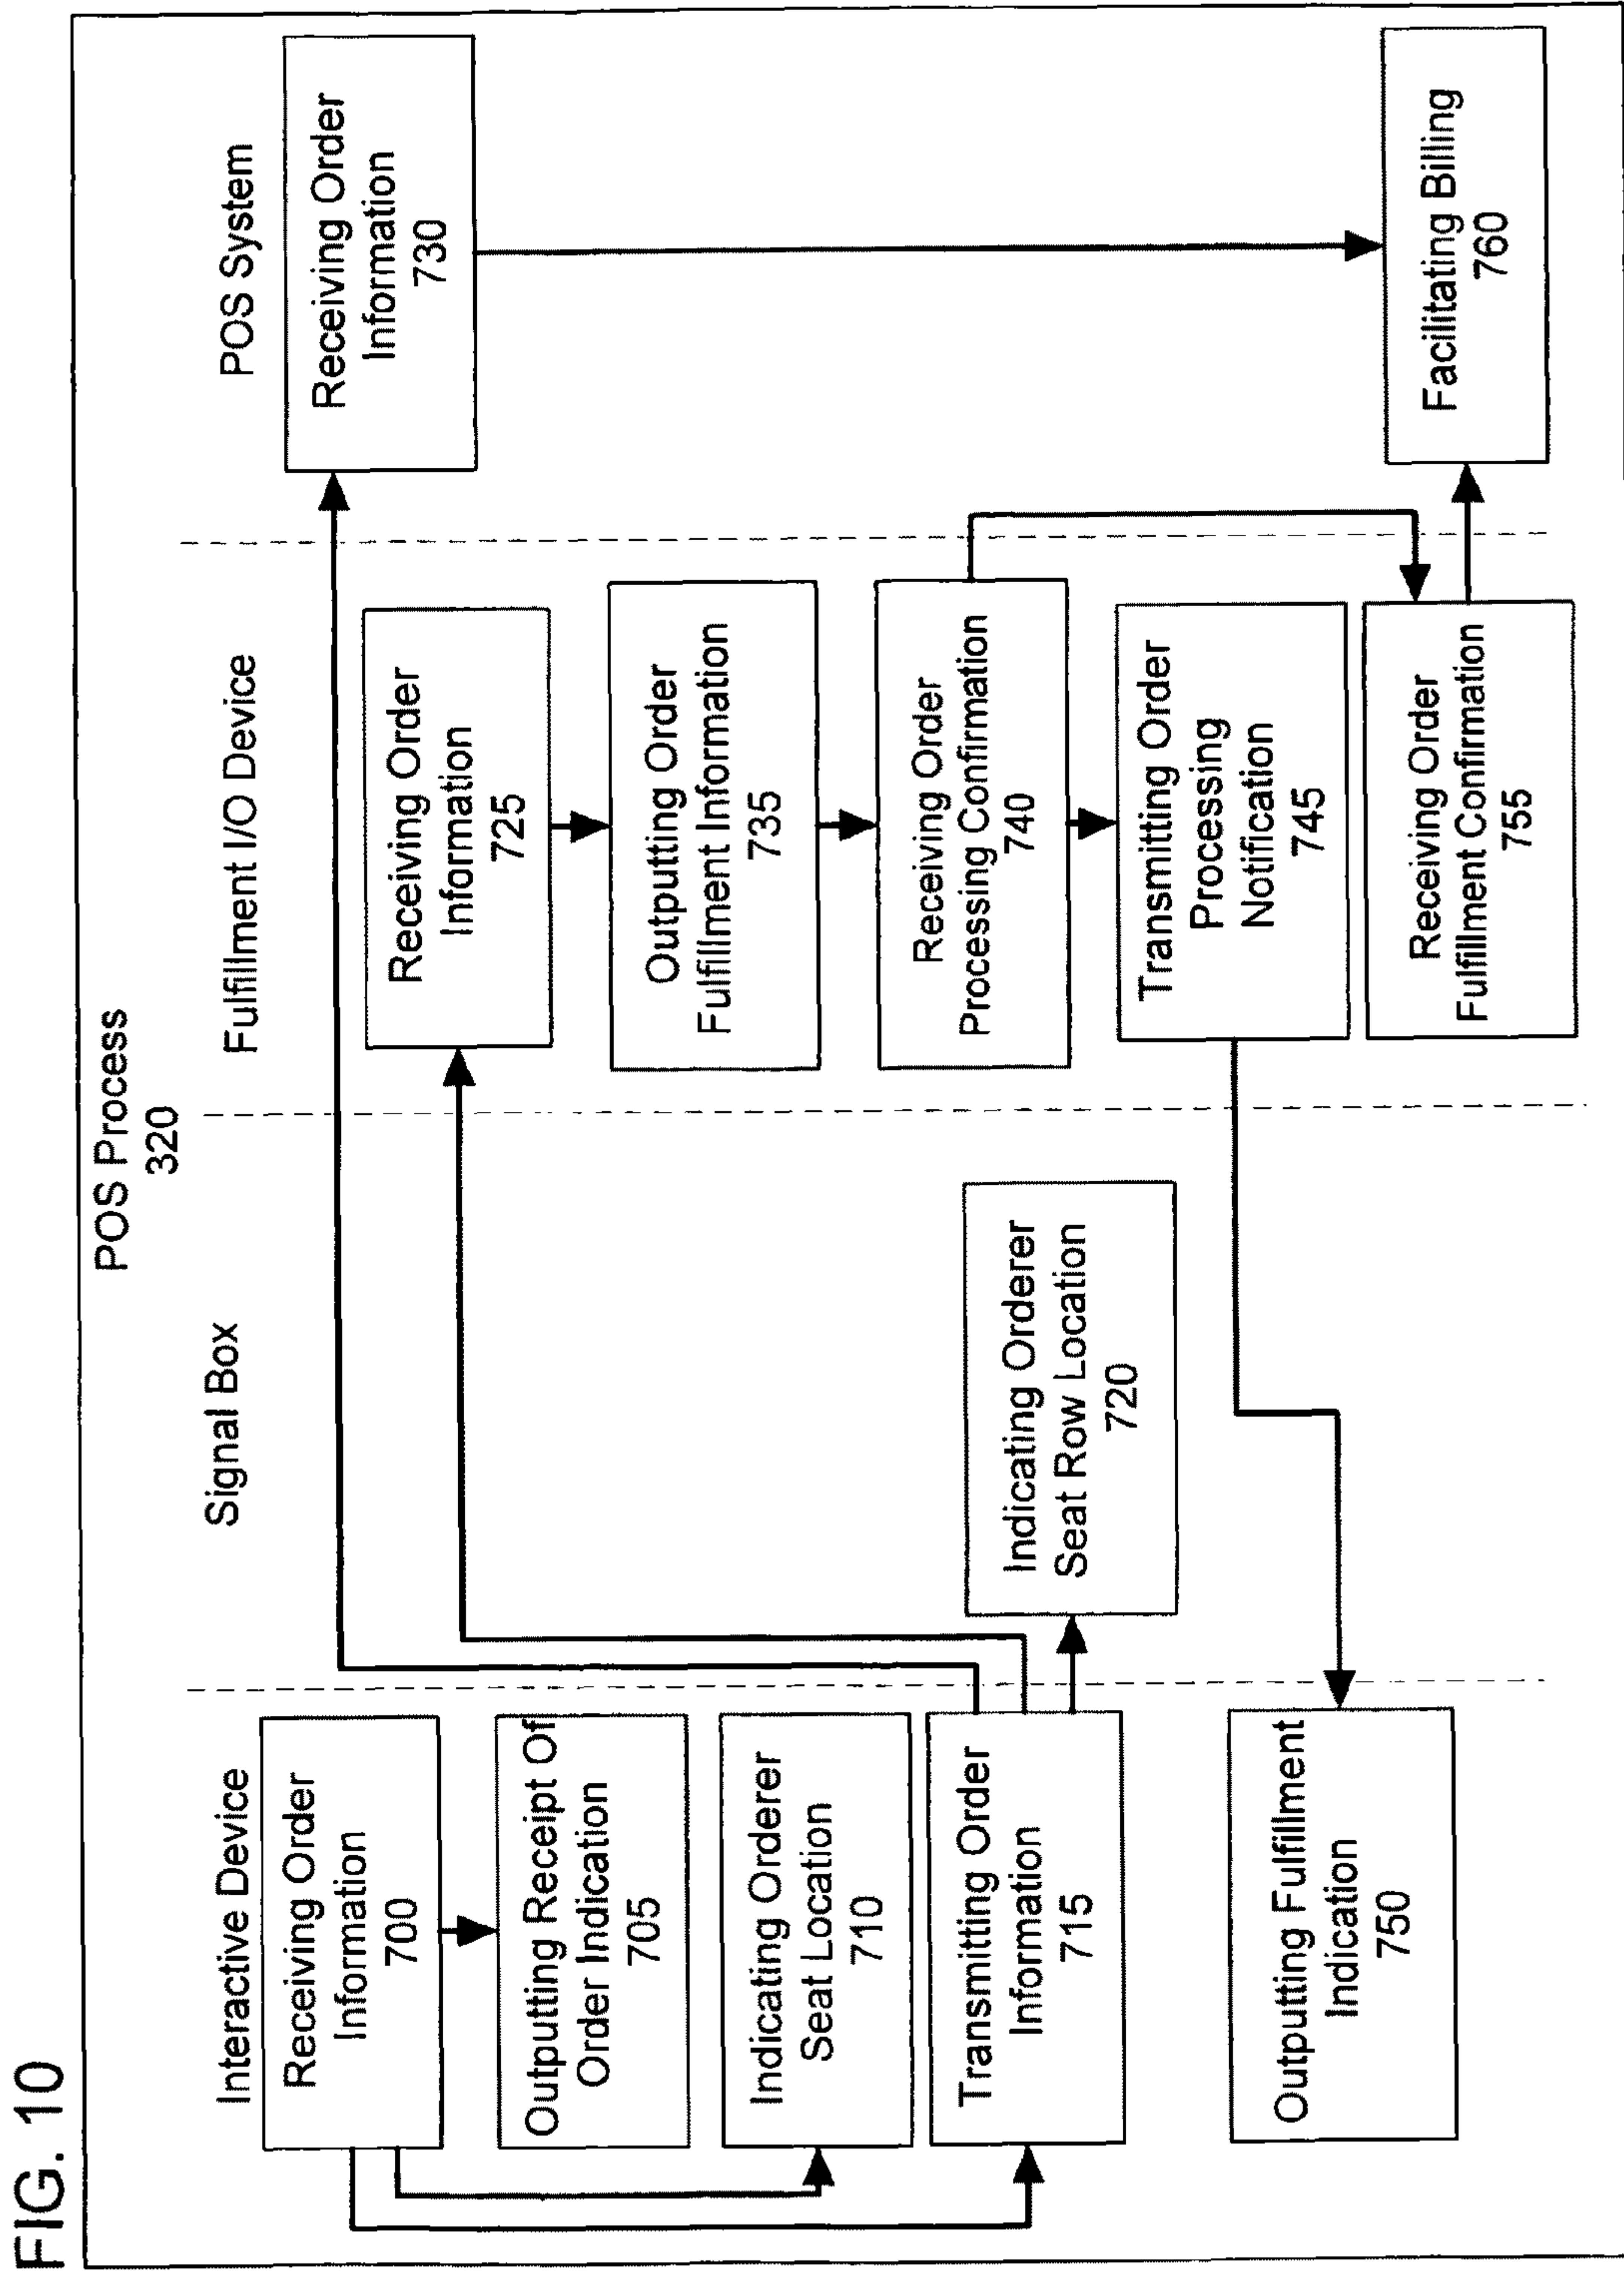 FIG. 10
POS Process
320
Interactive Device
Signal Box
Fulfillment I/O Device
POS System
Receiving Order
Information
700
Outputting Receipt Of
Order Indication
705
Indicating Orderer
Seat Location
710
Transmitting Order
Information
715
Outputting Fulfillment
Indication
750
Indicating Orderer
Seat Row Location
720
Receiving Order
Information
725
Outputting Order
Fulfillment Information
735
Receiving Order
Processing Confirmation
740
Transmitting Order
Processing
Notification
745
Receiving Order
Fulfillment Confirmation
755
Receiving Order
Information
730
Facilitating Billing
760